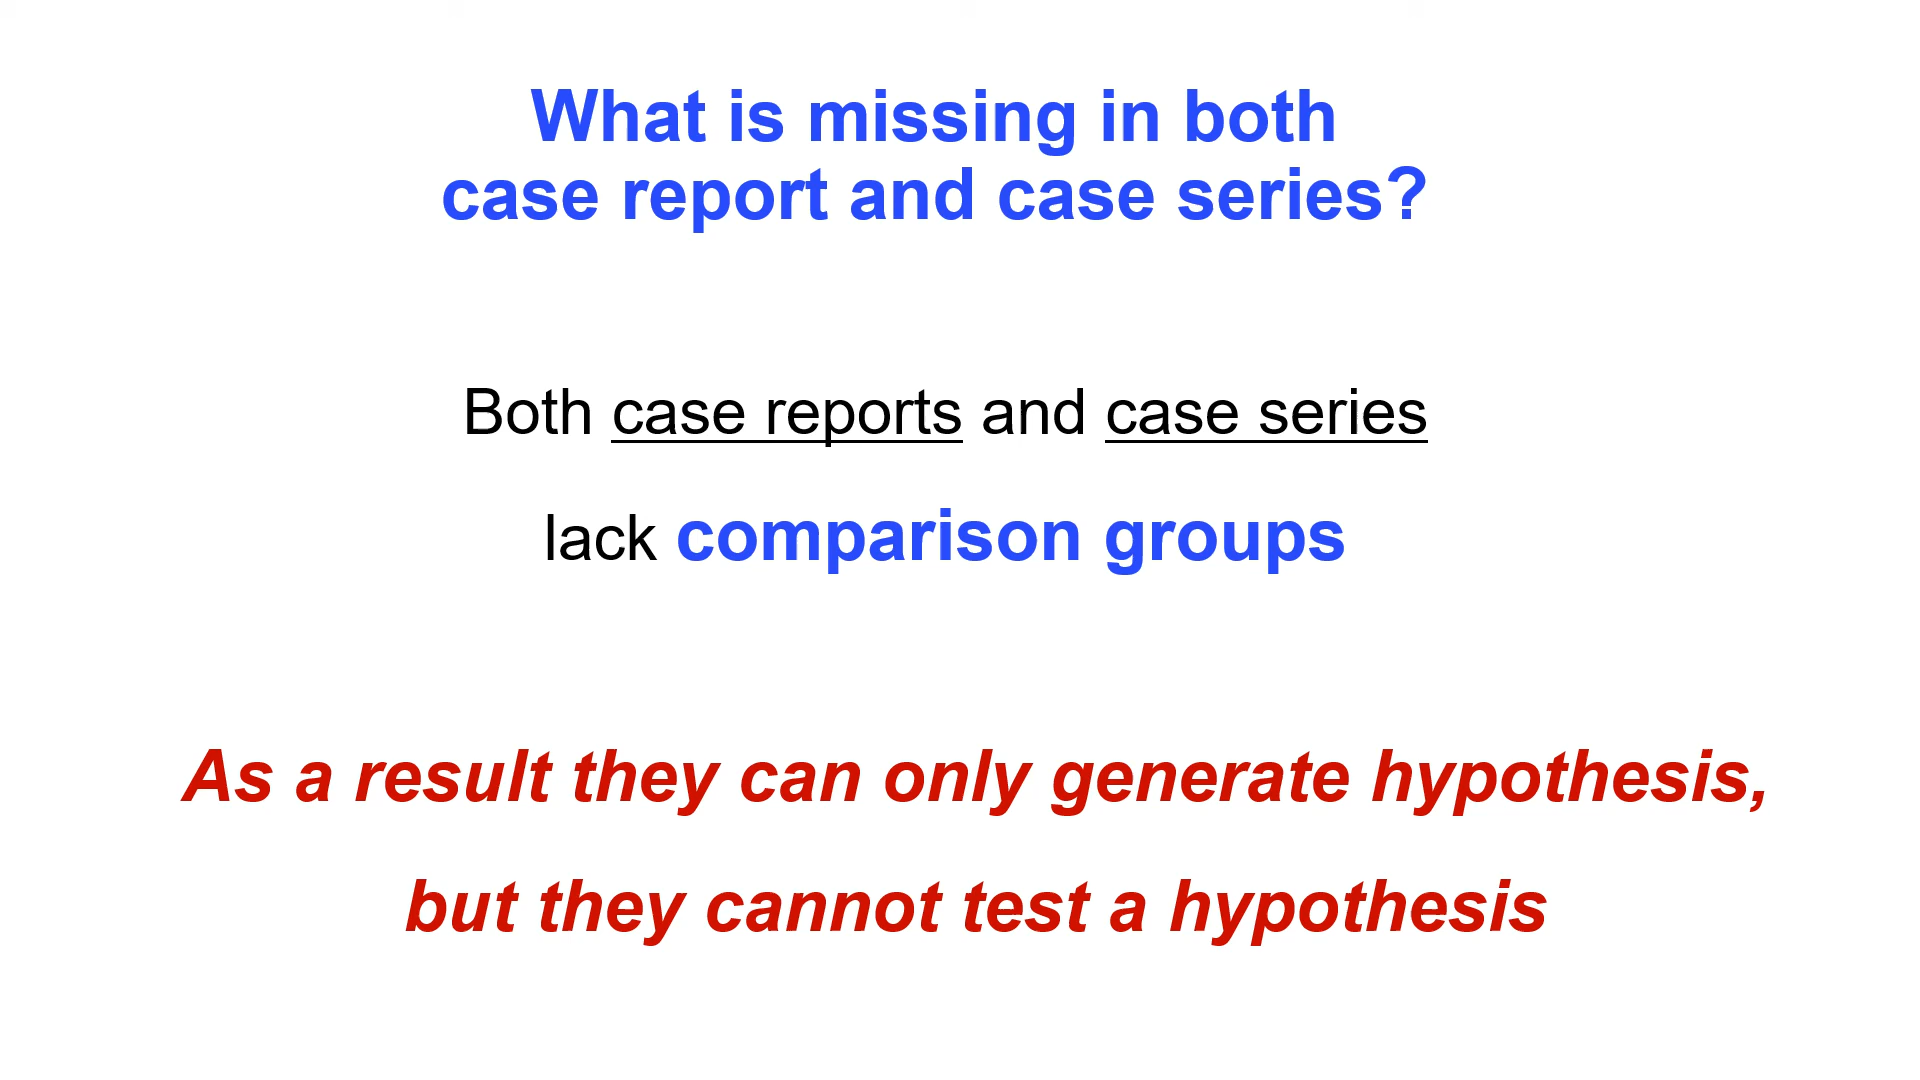 What is missing in both
case report and case series?
Both case reports and case series
lack comparison groups
As a result they can only generate hypothesis,
but they cannot test a hypothesis